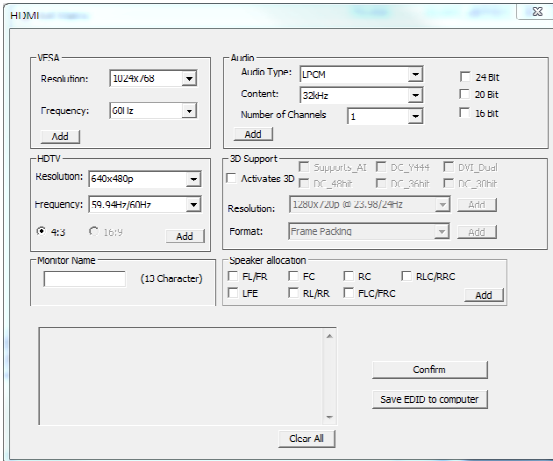 HDMI
VESA
Resolution: 1024x768
Frequency: 60Hz
Add
Audio
Audio Type: LPCM
Content: 32kHz
Number of Channels 1
24 Bit
20 Bit
16 Bit
Add
HDTV
Resolution: 640x480p
Frequency: 59.94Hz/60Hz
4:3 16:9 Add
3D Support
Activates 3D
Supports_AI DC_Y444 DVI_Dual
DC_48bit DC_36bit DC_30bit
Resolution: 1280x720p @ 23.98/24Hz Add
Format: Frame Packing Add
Monitor Name
(13 Character)
Speaker allocation
FL/FR FC RC RLC/RRC
LFE RL/RR FLC/FRC Add
Confirm
Save EDID to computer
Clear All